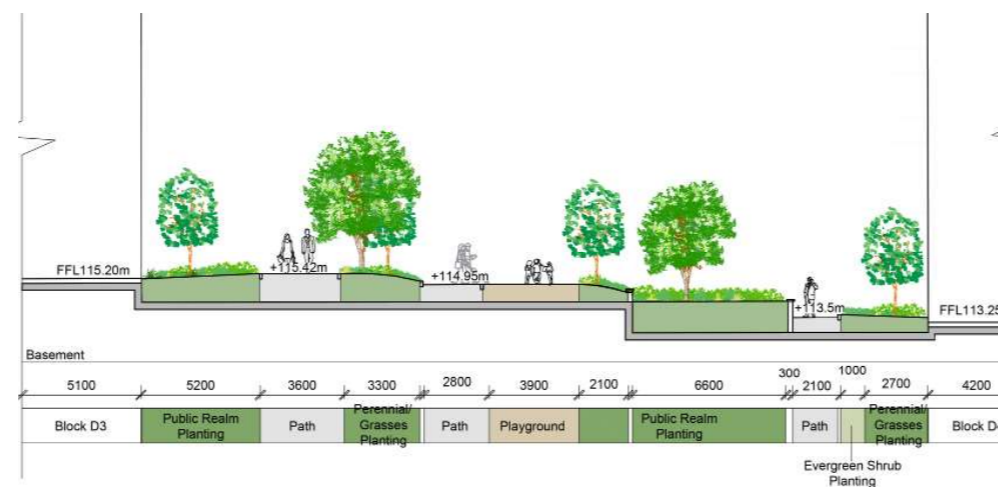 +115.42m
FFL115.20m
+114.95m
+113.5m
FFL113.25
Basement
5100
5200
3600
3300
2800
3900
2100
6600
300
2100
1000
2700
4200
Block D3
Public Realm
Planting
Path
Perennial/
Grasses
Planting
Path
Playground
Public Realm
Planting
Path
Perennial/
Grasses
Planting
Block D4
Evergreen Shrub
Planting